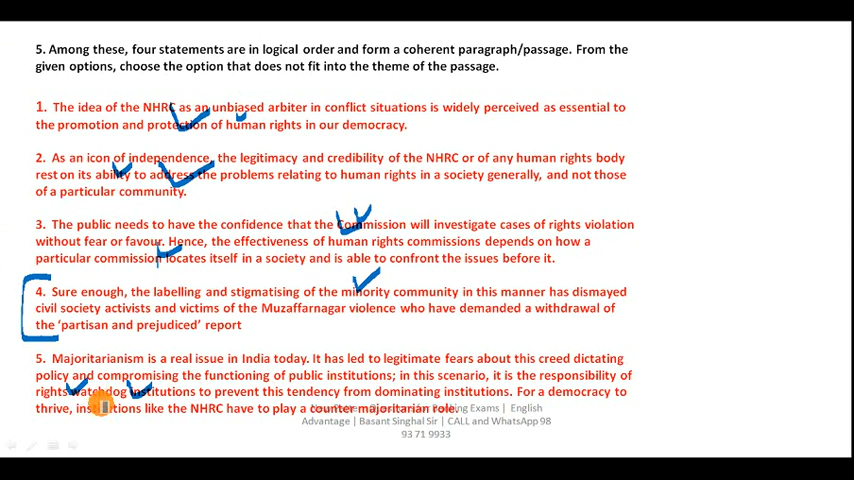 5. Among these, four statements are in logical order and form a coherent paragraph/passage. From the
given options, choose the option that does not fit into the theme of the passage.
1. The idea of the NHRC as an unbiased arbiter in conflict situations is widely perceived as essential to
the promotion and protection of human rights in our democracy.
2. As an icon of independence, the legitimacy and credibility of the NHRC or of any human rights body
rest on its ability to address the problems relating to human rights in a society generally, and not those
of a particular community.
3. The public needs to have the confidence that the Commission will investigate cases of rights violation
without fear or favour. Hence, the effectiveness of human rights commissions depends on how a
particular commission locates itself in a society and is able to confront the issues before it.
4. Sure enough, the labelling and stigmatising of the minority community in this manner has dismayed
civil society activists and victims of the Muzaffarnagar violence who have demanded a withdrawal of
the ‘partisan and prejudiced’ report
5. Majoritarianism is a real issue in India today. It has led to legitimate fears about this creed dictating
policy and compromising the functioning of public institutions; in this scenario, it is the responsibility of
rights watchdog institutions to prevent this tendency from dominating institutions. For a democracy to
thrive, institutions like the NHRC have to play a counter majoritarian role.
Exams | English
Advantage | Basant Singhal Sir | CALL and WhatsApp 98
93 71 9933